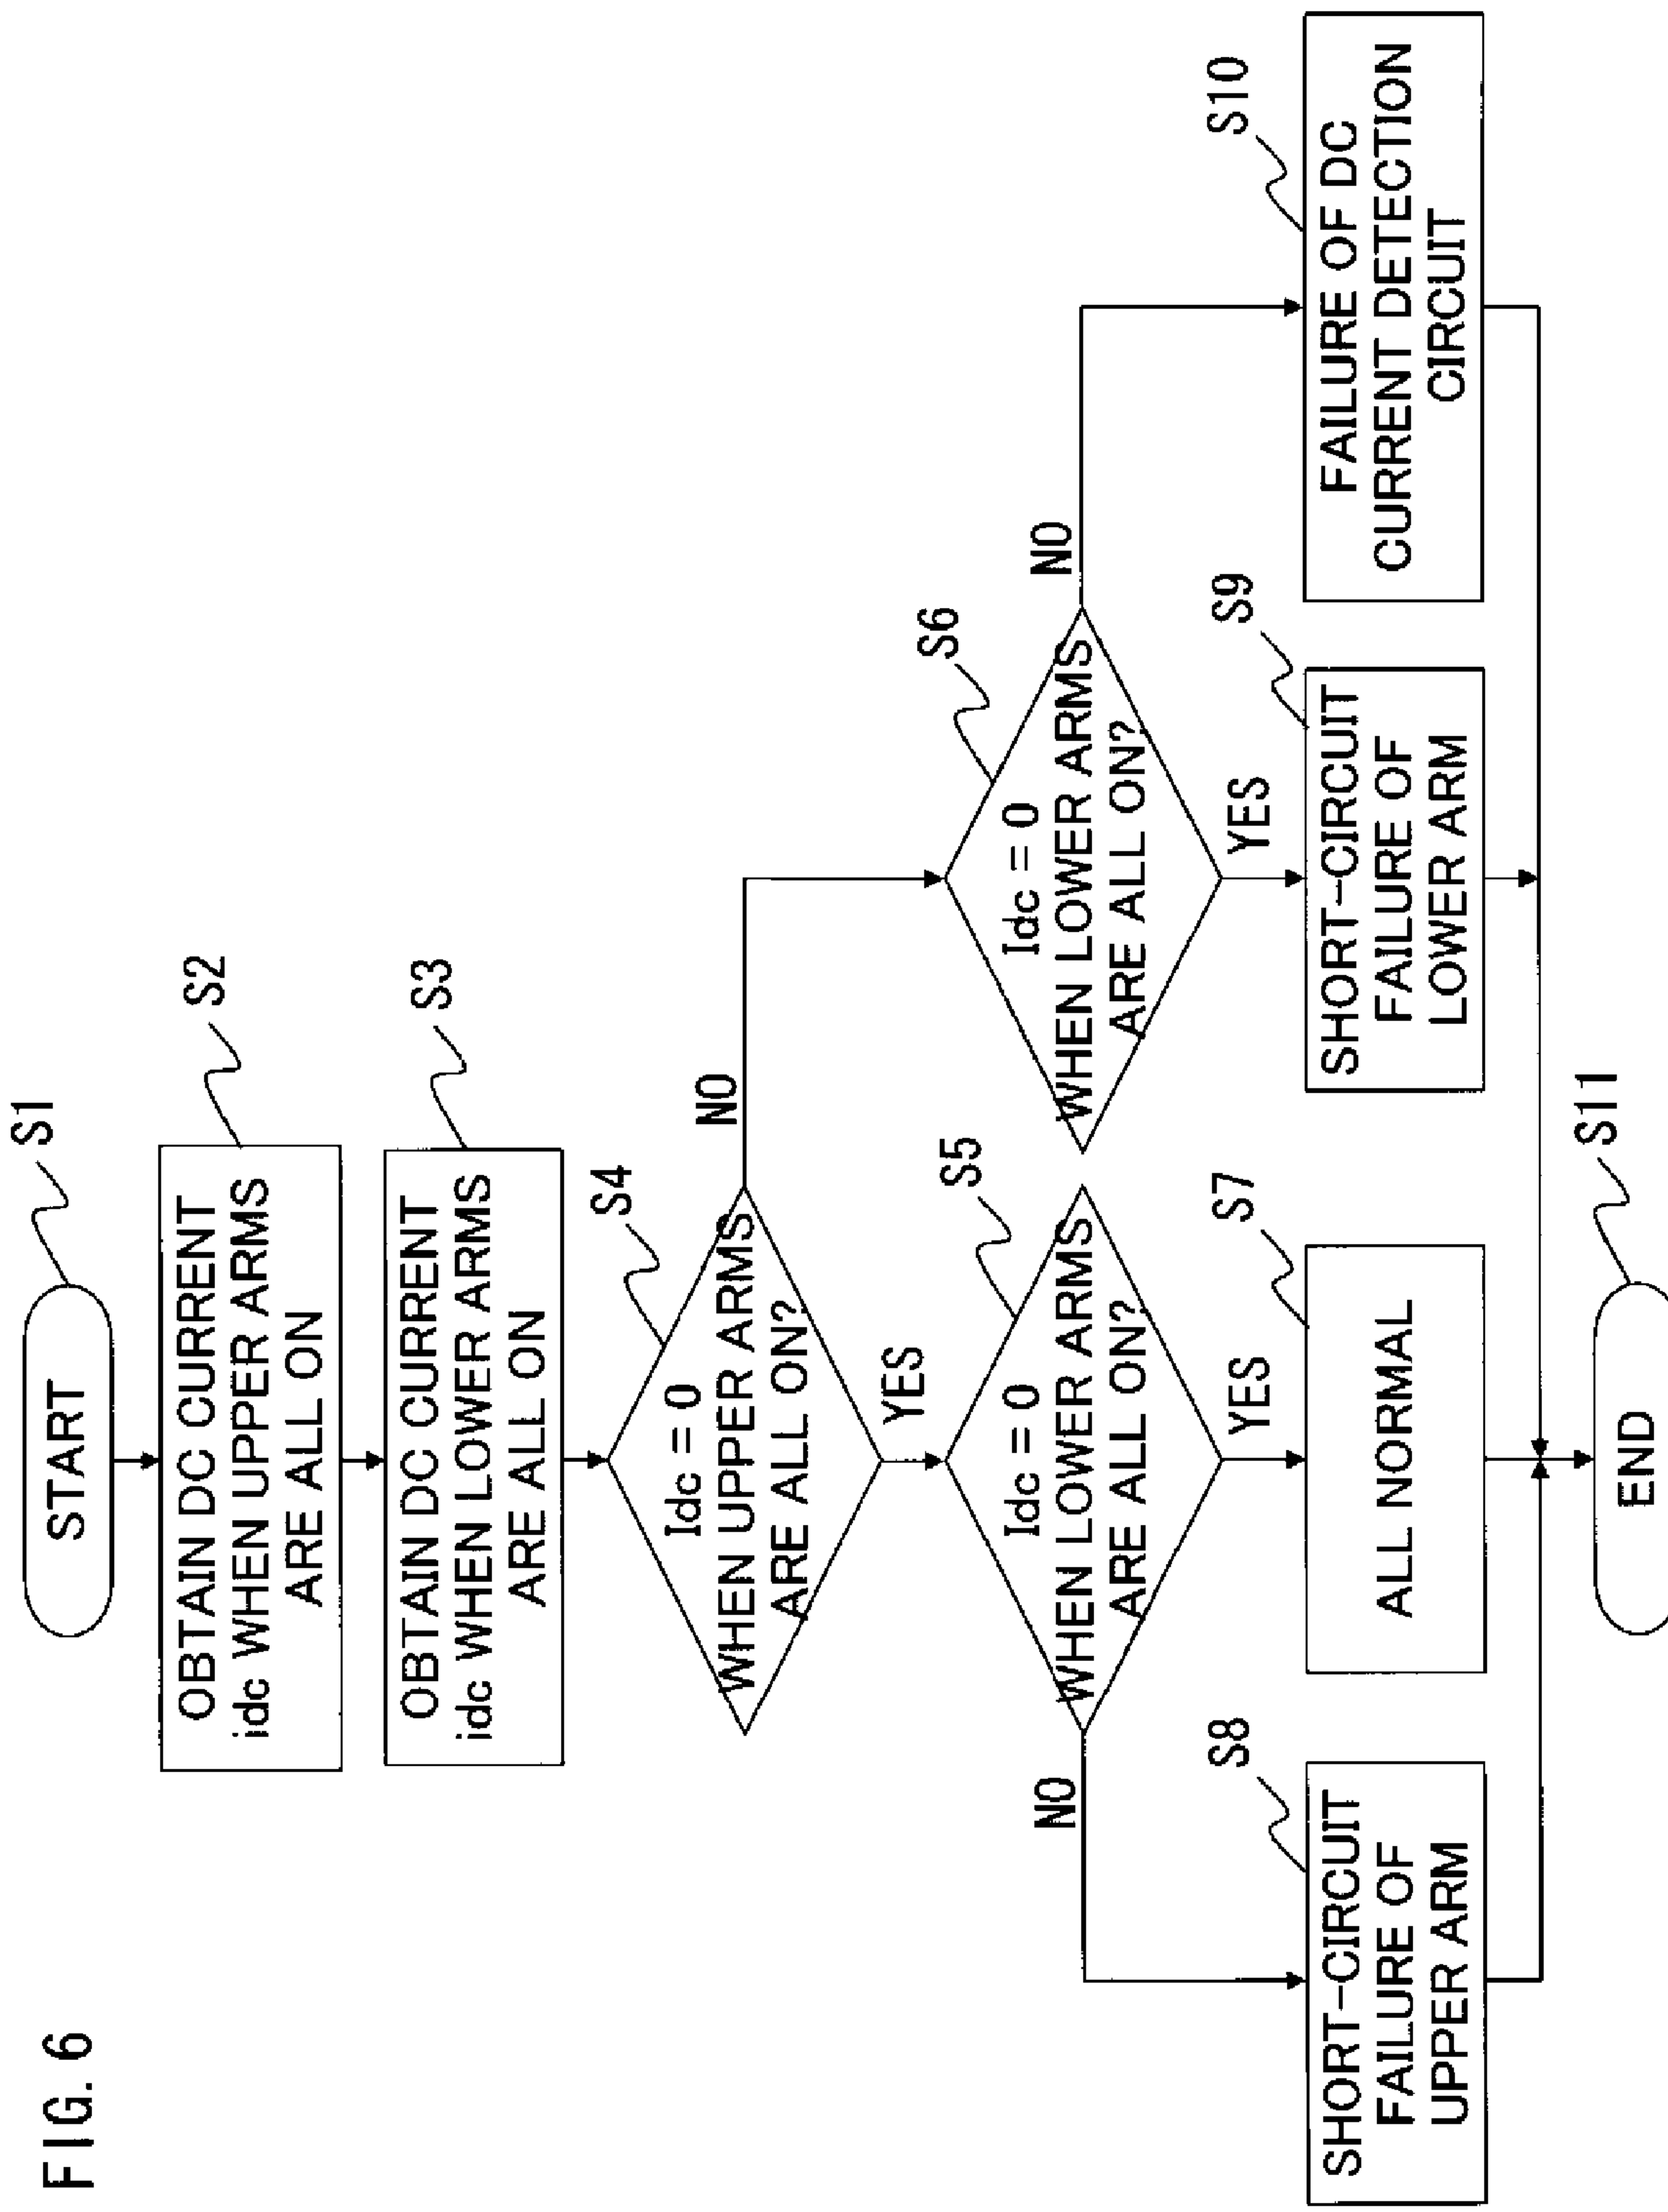 FIG. 6
START
S1
OBTAIN DC CURRENT
idc WHEN UPPER ARMS
ARE ALL ON
S2
OBTAIN DC CURRENT
idc WHEN LOWER ARMS
ARE ALL ON
S3
Idc = 0
WHEN UPPER ARMS
ARE ALL ON?
S4
NO
YES
Idc = 0
WHEN LOWER ARMS
ARE ALL ON?
S5
NO
YES
Idc = 0
WHEN LOWER ARMS
ARE ALL ON?
S6
NO
YES
SHORT-CIRCUIT
FAILURE OF
UPPER ARM
S8
ALL NORMAL
S7
SHORT-CIRCUIT
FAILURE OF
LOWER ARM
S9
FAILURE OF DC
CURRENT DETECTION
CIRCUIT
S10
END
S11